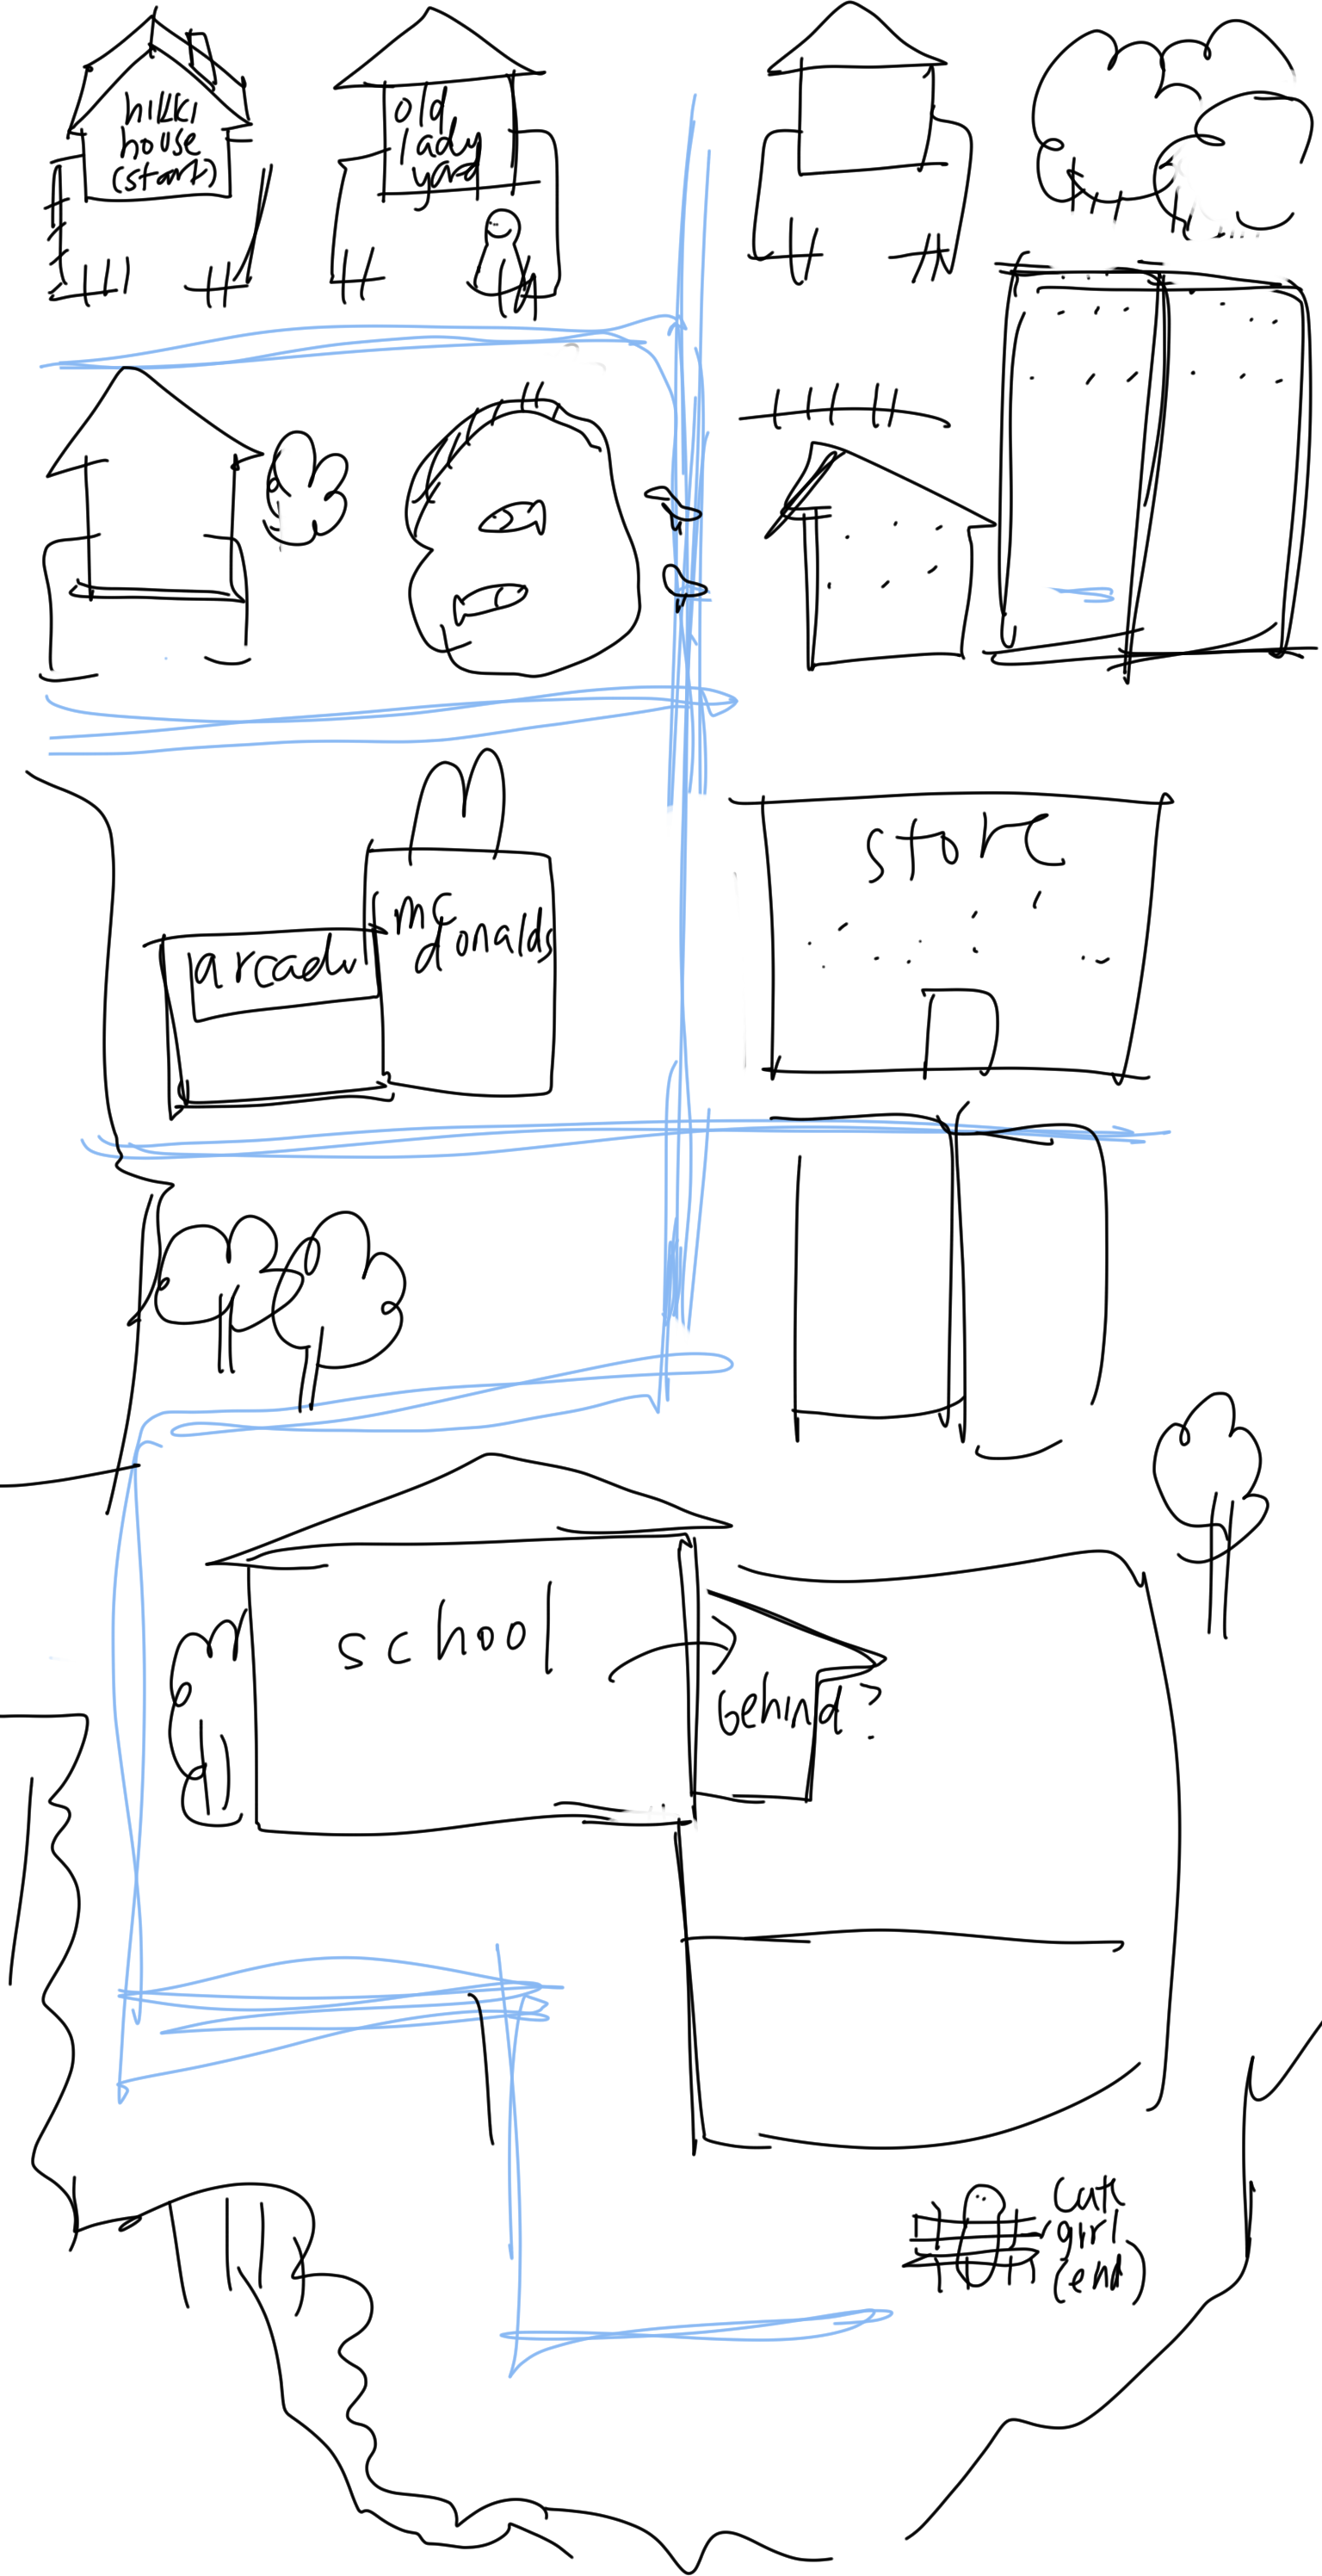 hikki
house
(start)
old
lady
yard
mc
donalds
arcade
store
school
behind?
cute
girl
(end)